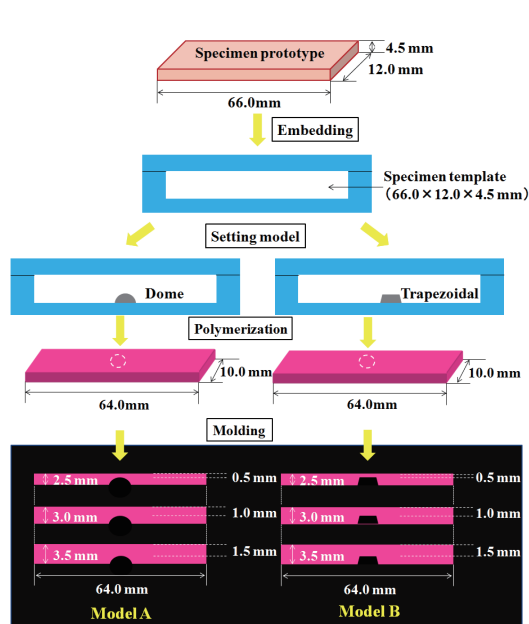 Specimen prototype
4.5 mm
12.0 mm
66.0mm
Embedding
Specimen template
(66.0×12.0×4.5 mm)
Setting model
Dome
Trapezoidal
Polymerization
10.0 mm
10.0 mm
64.0mm
64.0mm
Molding
2.5 mm
0.5 mm
2.5 mm
0.5 mm
3.0 mm
1.0 mm
3.0 mm
1.0 mm
3.5 mm
1.5 mm
3.5 mm
1.5 mm
64.0 mm
64.0 mm
Model A
Model B